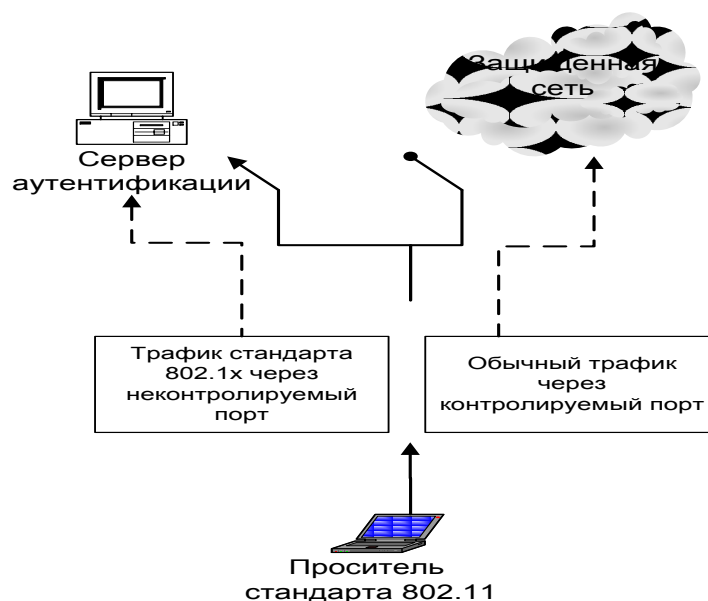 Защищенная
сеть
Сервер
аутентификации
Трафик стандарта
802.1x через
неконтролируемый
порт
Обычный трафик
через
контролируемый порт
Проситель
стандарта 802.11